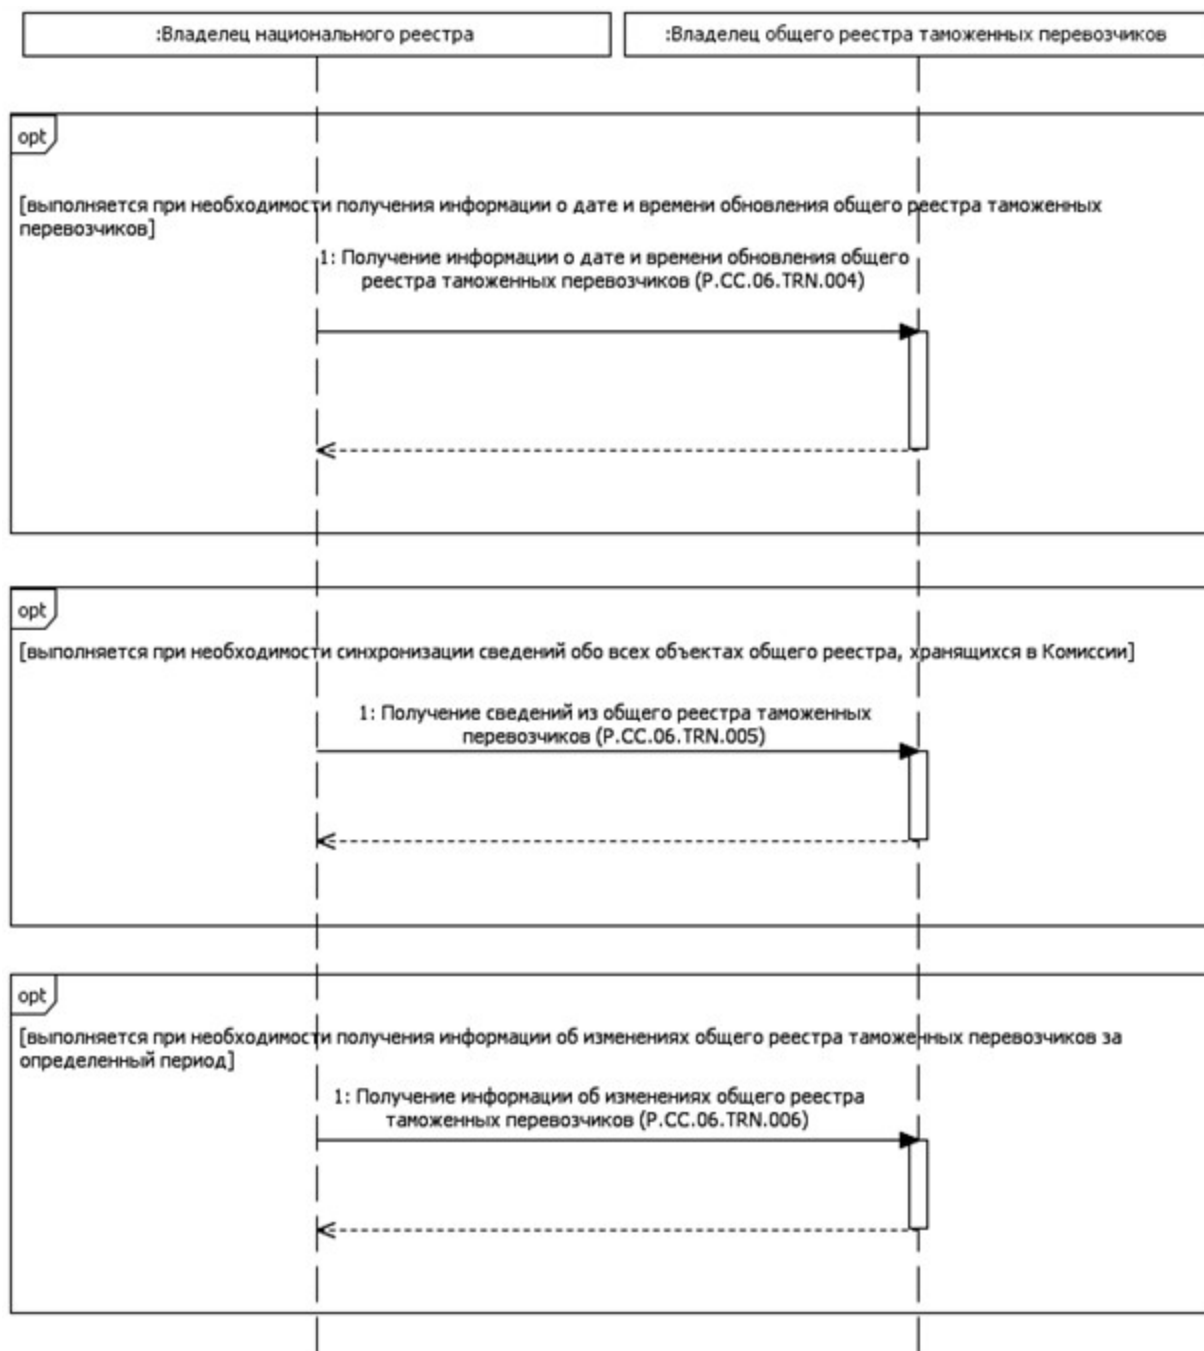 :Владелец национального реестра
:Владелец общего реестра таможенных перевозчиков
opt
[выполняется при необходимости получения информации о дате и времени обновления общего реестра таможенных
перевозчиков]
1: Получение информации о дате и времени обновления общего
реестра таможенных перевозчиков (P.CC.06.TRN.004)
opt
[выполняется при необходимости синхронизации сведений обо всех объектах общего реестра, хранящихся в Комиссии]
1: Получение сведений из общего реестра таможенных
перевозчиков (P.CC.06.TRN.005)
opt
[выполняется при необходимости получения информации об изменениях общего реестра таможенных перевозчиков за
определенный период]
1: Получение информации об изменениях общего реестра
таможенных перевозчиков (P.CC.06.TRN.006)